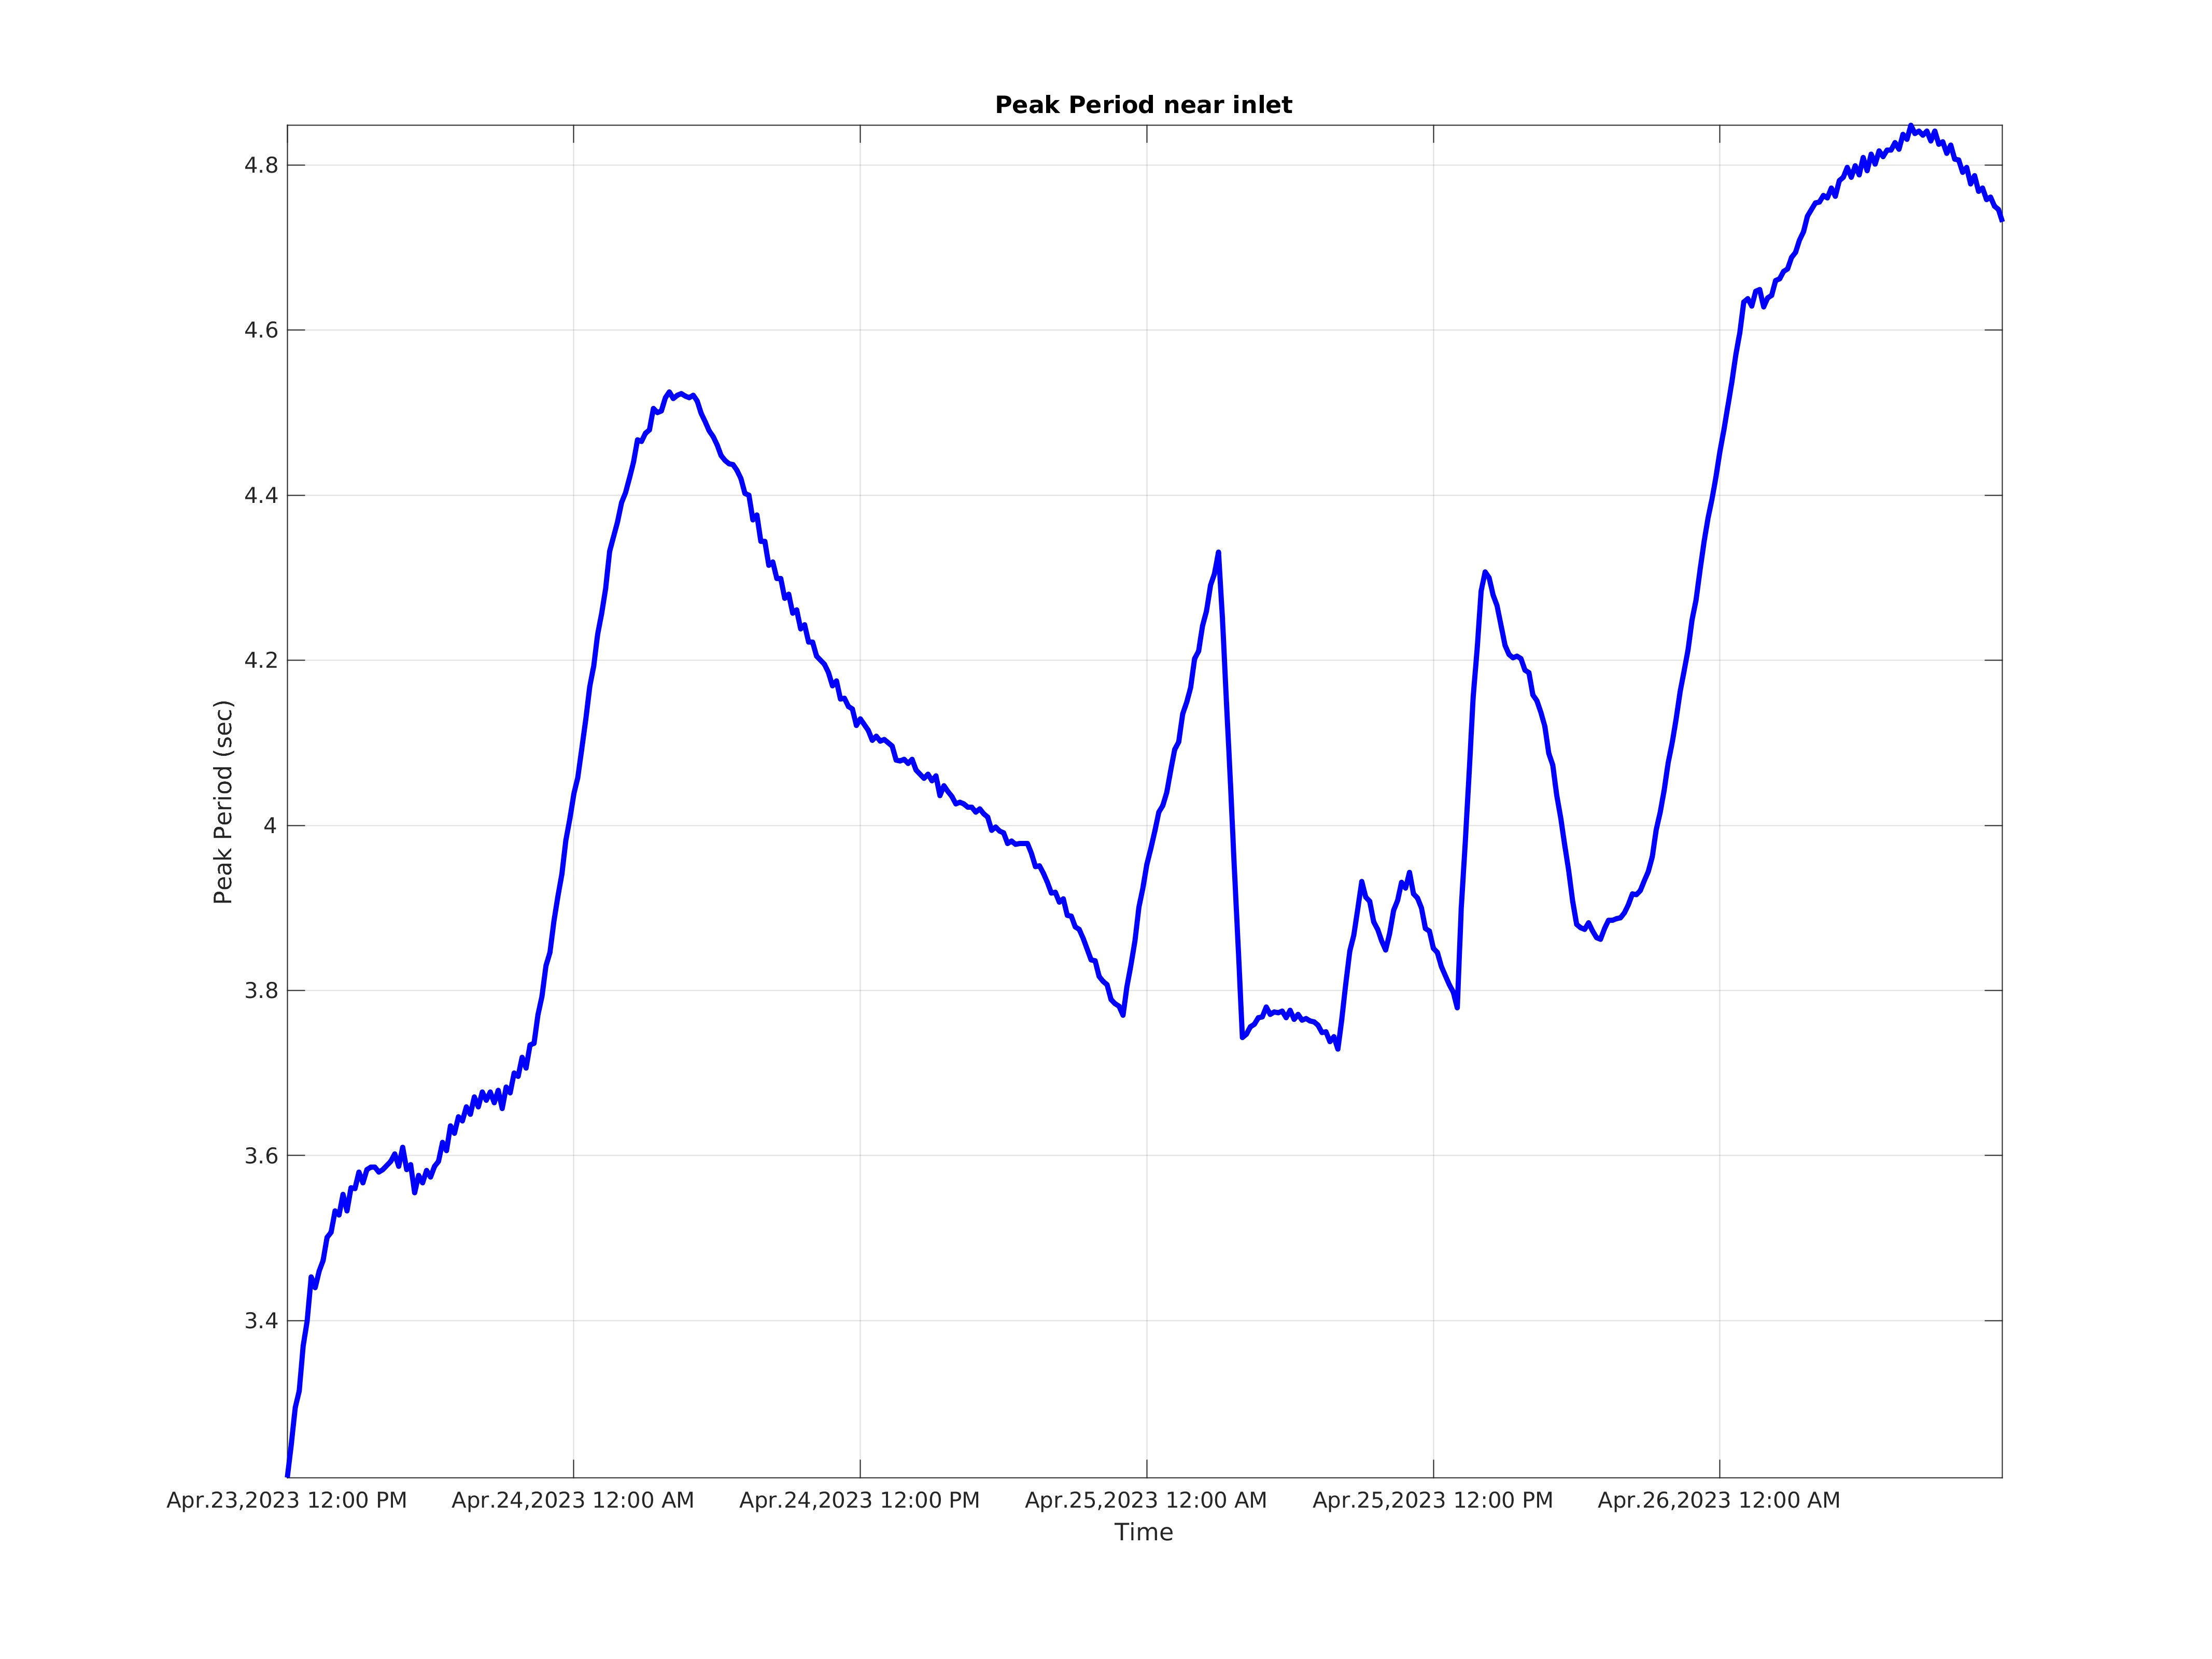 Peak Period near inlet
4.8
4.6
4.4
4.2
4
3.8
3.6
3.4
Peak Period (sec)
Apr.23,2023 12:00 PM
Apr.24,2023 12:00 AM
Apr.24,2023 12:00 PM
Apr.25,2023 12:00 AM
Apr.25,2023 12:00 PM
Apr.26,2023 12:00 AM
Time